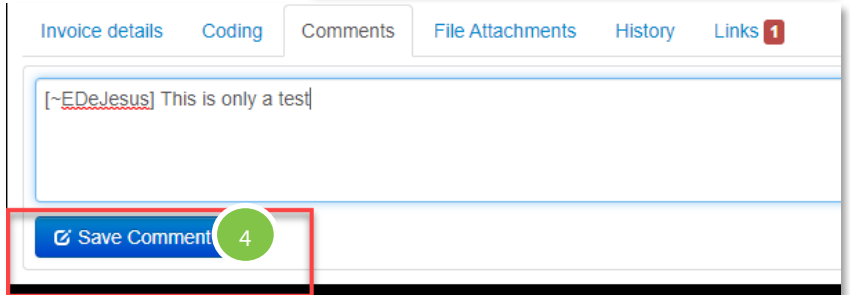 Invoice details Coding Comments File Attachments History Links 1
[~EDeJesus] This is only a test
Save Comment 4